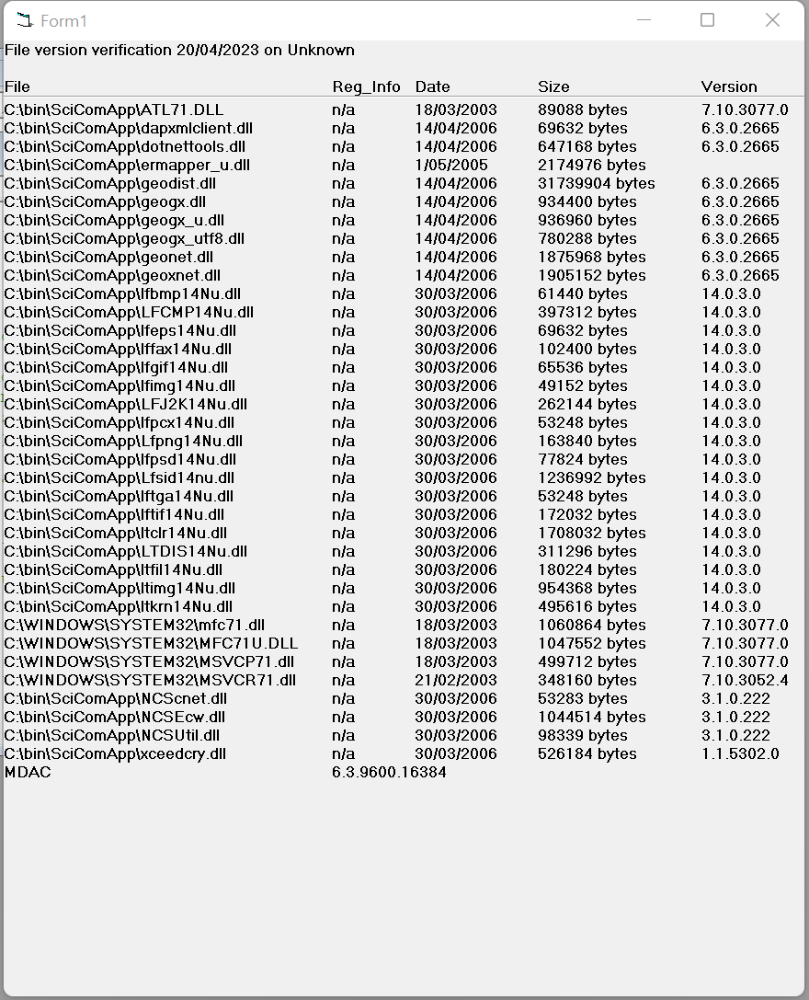 Form1
File version verification 20/04/2023 on Unknown
File Reg_Info Date Size Version
C:\bin\SciComApp\ATL71.DLL n/a 18/03/2003 89088 bytes 7.10.3077.0
C:\bin\SciComApp\dapxmlclient.dll n/a 14/04/2006 69632 bytes 6.3.0.2665
C:\bin\SciComApp\dotnettools.dll n/a 14/04/2006 647168 bytes 6.3.0.2665
C:\bin\SciComApp\ermapper_u.dll n/a 1/05/2005 2174976 bytes
C:\bin\SciComApp\geodist.dll n/a 14/04/2006 31739904 bytes 6.3.0.2665
C:\bin\SciComApp\geogx.dll n/a 14/04/2006 934400 bytes 6.3.0.2665
C:\bin\SciComApp\geogx_u.dll n/a 14/04/2006 936960 bytes 6.3.0.2665
C:\bin\SciComApp\geogx_utf8.dll n/a 14/04/2006 780288 bytes 6.3.0.2665
C:\bin\SciComApp\geonet.dll n/a 14/04/2006 1875968 bytes 6.3.0.2665
C:\bin\SciComApp\geoxnet.dll n/a 14/04/2006 1905152 bytes 6.3.0.2665
C:\bin\SciComApp\lfbmp14Nu.dll n/a 30/03/2006 61440 bytes 14.0.3.0
C:\bin\SciComApp\LFCMP14Nu.dll n/a 30/03/2006 397312 bytes 14.0.3.0
C:\bin\SciComApp\lfeps14Nu.dll n/a 30/03/2006 69632 bytes 14.0.3.0
C:\bin\SciComApp\lffax14Nu.dll n/a 30/03/2006 102400 bytes 14.0.3.0
C:\bin\SciComApp\lfgif14Nu.dll n/a 30/03/2006 65536 bytes 14.0.3.0
C:\bin\SciComApp\lfimg14Nu.dll n/a 30/03/2006 49152 bytes 14.0.3.0
C:\bin\SciComApp\LFJ2K14Nu.dll n/a 30/03/2006 262144 bytes 14.0.3.0
C:\bin\SciComApp\lfpcx14Nu.dll n/a 30/03/2006 53248 bytes 14.0.3.0
C:\bin\SciComApp\Lfpng14Nu.dll n/a 30/03/2006 163840 bytes 14.0.3.0
C:\bin\SciComApp\lfpsd14Nu.dll n/a 30/03/2006 77824 bytes 14.0.3.0
C:\bin\SciComApp\Lfsid14nu.dll n/a 30/03/2006 1236992 bytes 14.0.3.0
C:\bin\SciComApp\lftga14Nu.dll n/a 30/03/2006 53248 bytes 14.0.3.0
C:\bin\SciComApp\lftif14Nu.dll n/a 30/03/2006 172032 bytes 14.0.3.0
C:\bin\SciComApp\ltclr14Nu.dll n/a 30/03/2006 1708032 bytes 14.0.3.0
C:\bin\SciComApp\LTDIS14Nu.dll n/a 30/03/2006 311296 bytes 14.0.3.0
C:\bin\SciComApp\ltfil14Nu.dll n/a 30/03/2006 180224 bytes 14.0.3.0
C:\bin\SciComApp\ltimg14Nu.dll n/a 30/03/2006 954368 bytes 14.0.3.0
C:\bin\SciComApp\ltkrn14Nu.dll n/a 30/03/2006 495616 bytes 14.0.3.0
C:\WINDOWS\SYSTEM32\mfc71.dll n/a 18/03/2003 1060864 bytes 7.10.3077.0
C:\WINDOWS\SYSTEM32\MFC71U.DLL n/a 18/03/2003 1047552 bytes 7.10.3077.0
C:\WINDOWS\SYSTEM32\MSVCP71.dll n/a 18/03/2003 499712 bytes 7.10.3077.0
C:\WINDOWS\SYSTEM32\MSVCR71.dll n/a 21/02/2003 348160 bytes 7.10.3052.4
C:\bin\SciComApp\NCScnet.dll n/a 30/03/2006 53283 bytes 3.1.0.222
C:\bin\SciComApp\NCSEcw.dll n/a 30/03/2006 1044514 bytes 3.1.0.222
C:\bin\SciComApp\NCSUtil.dll n/a 30/03/2006 98339 bytes 3.1.0.222
C:\bin\SciComApp\xceedcry.dll n/a 30/03/2006 526184 bytes 1.1.5302.0
MDAC 6.3.9600.16384